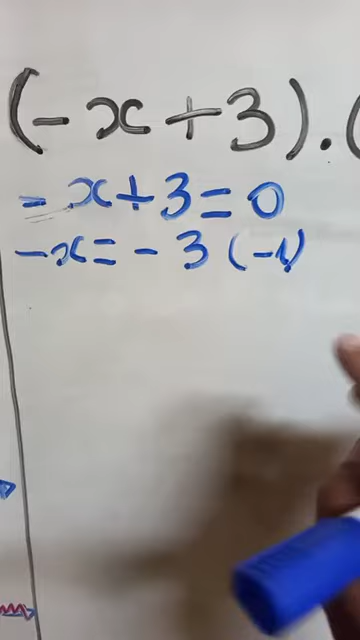 (-x+3).(
-x+3=0
-x=-3 (-1)